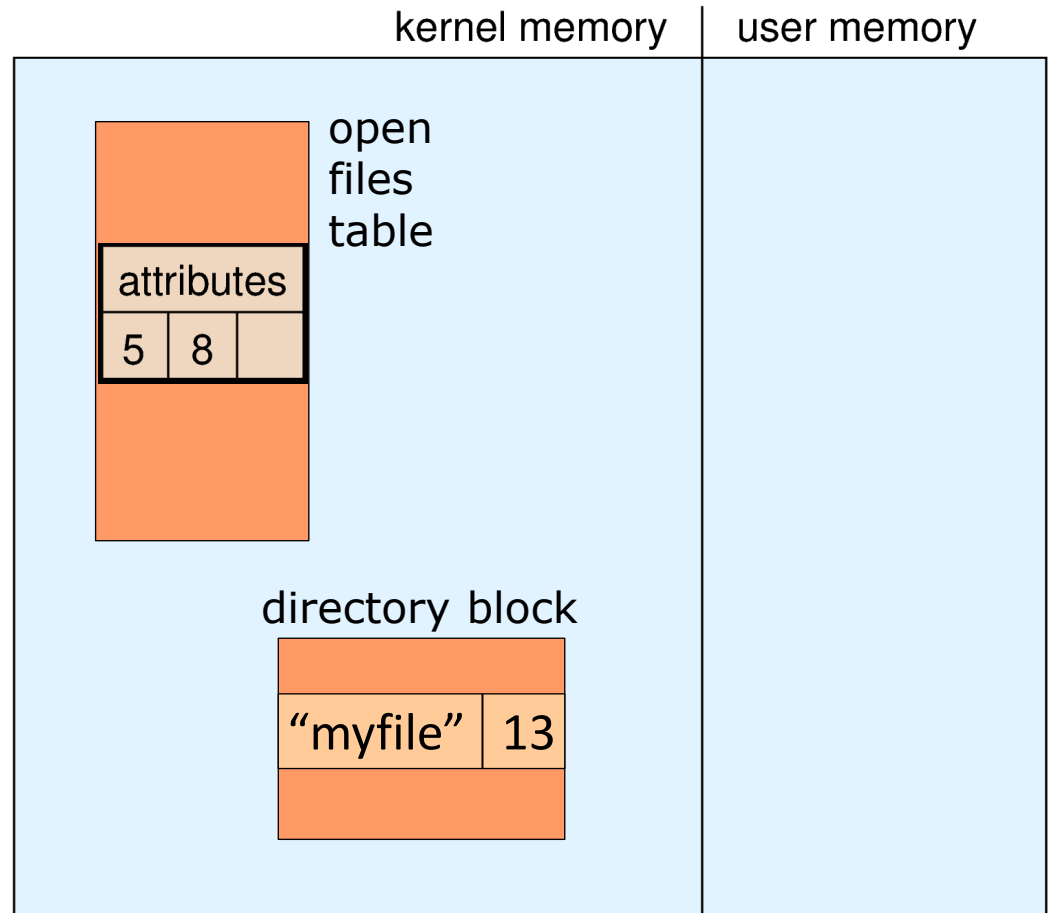 kernel memory user memory
open
files
table
attributes
5 8
directory block
“myfile” 13